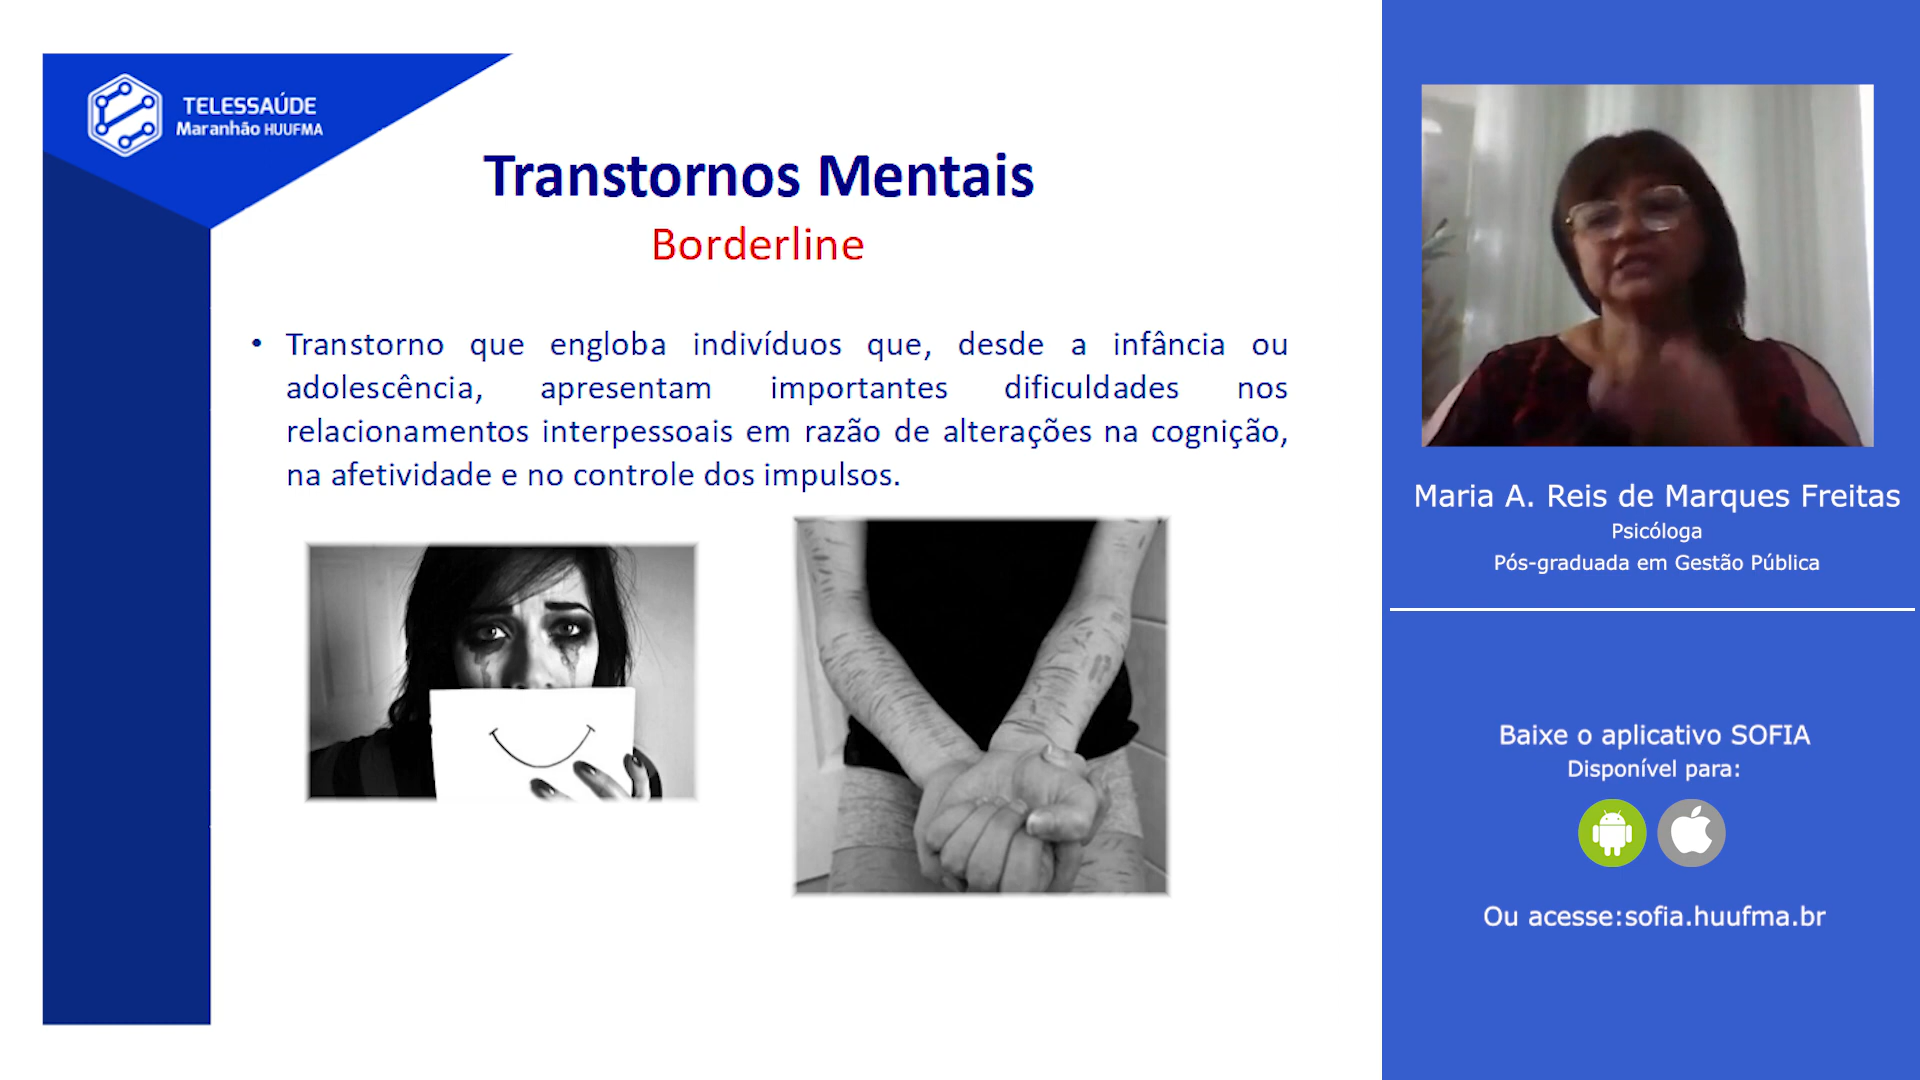 TELESSAÚDE
Maranhão HUUFMA
Transtornos Mentais
Borderline
• Transtorno que engloba indivíduos que, desde a infância ou
adolescência, apresentam importantes dificuldades nos
relacionamentos interpessoais em razão de alterações na cognição,
na afetividade e no controle dos impulsos.
Maria A. Reis de Marques Freitas
Psicóloga
Pós-graduada em Gestão Pública
Baixe o aplicativo SOFIA
Disponível para:
Ou acesse:sofia.huufma.br